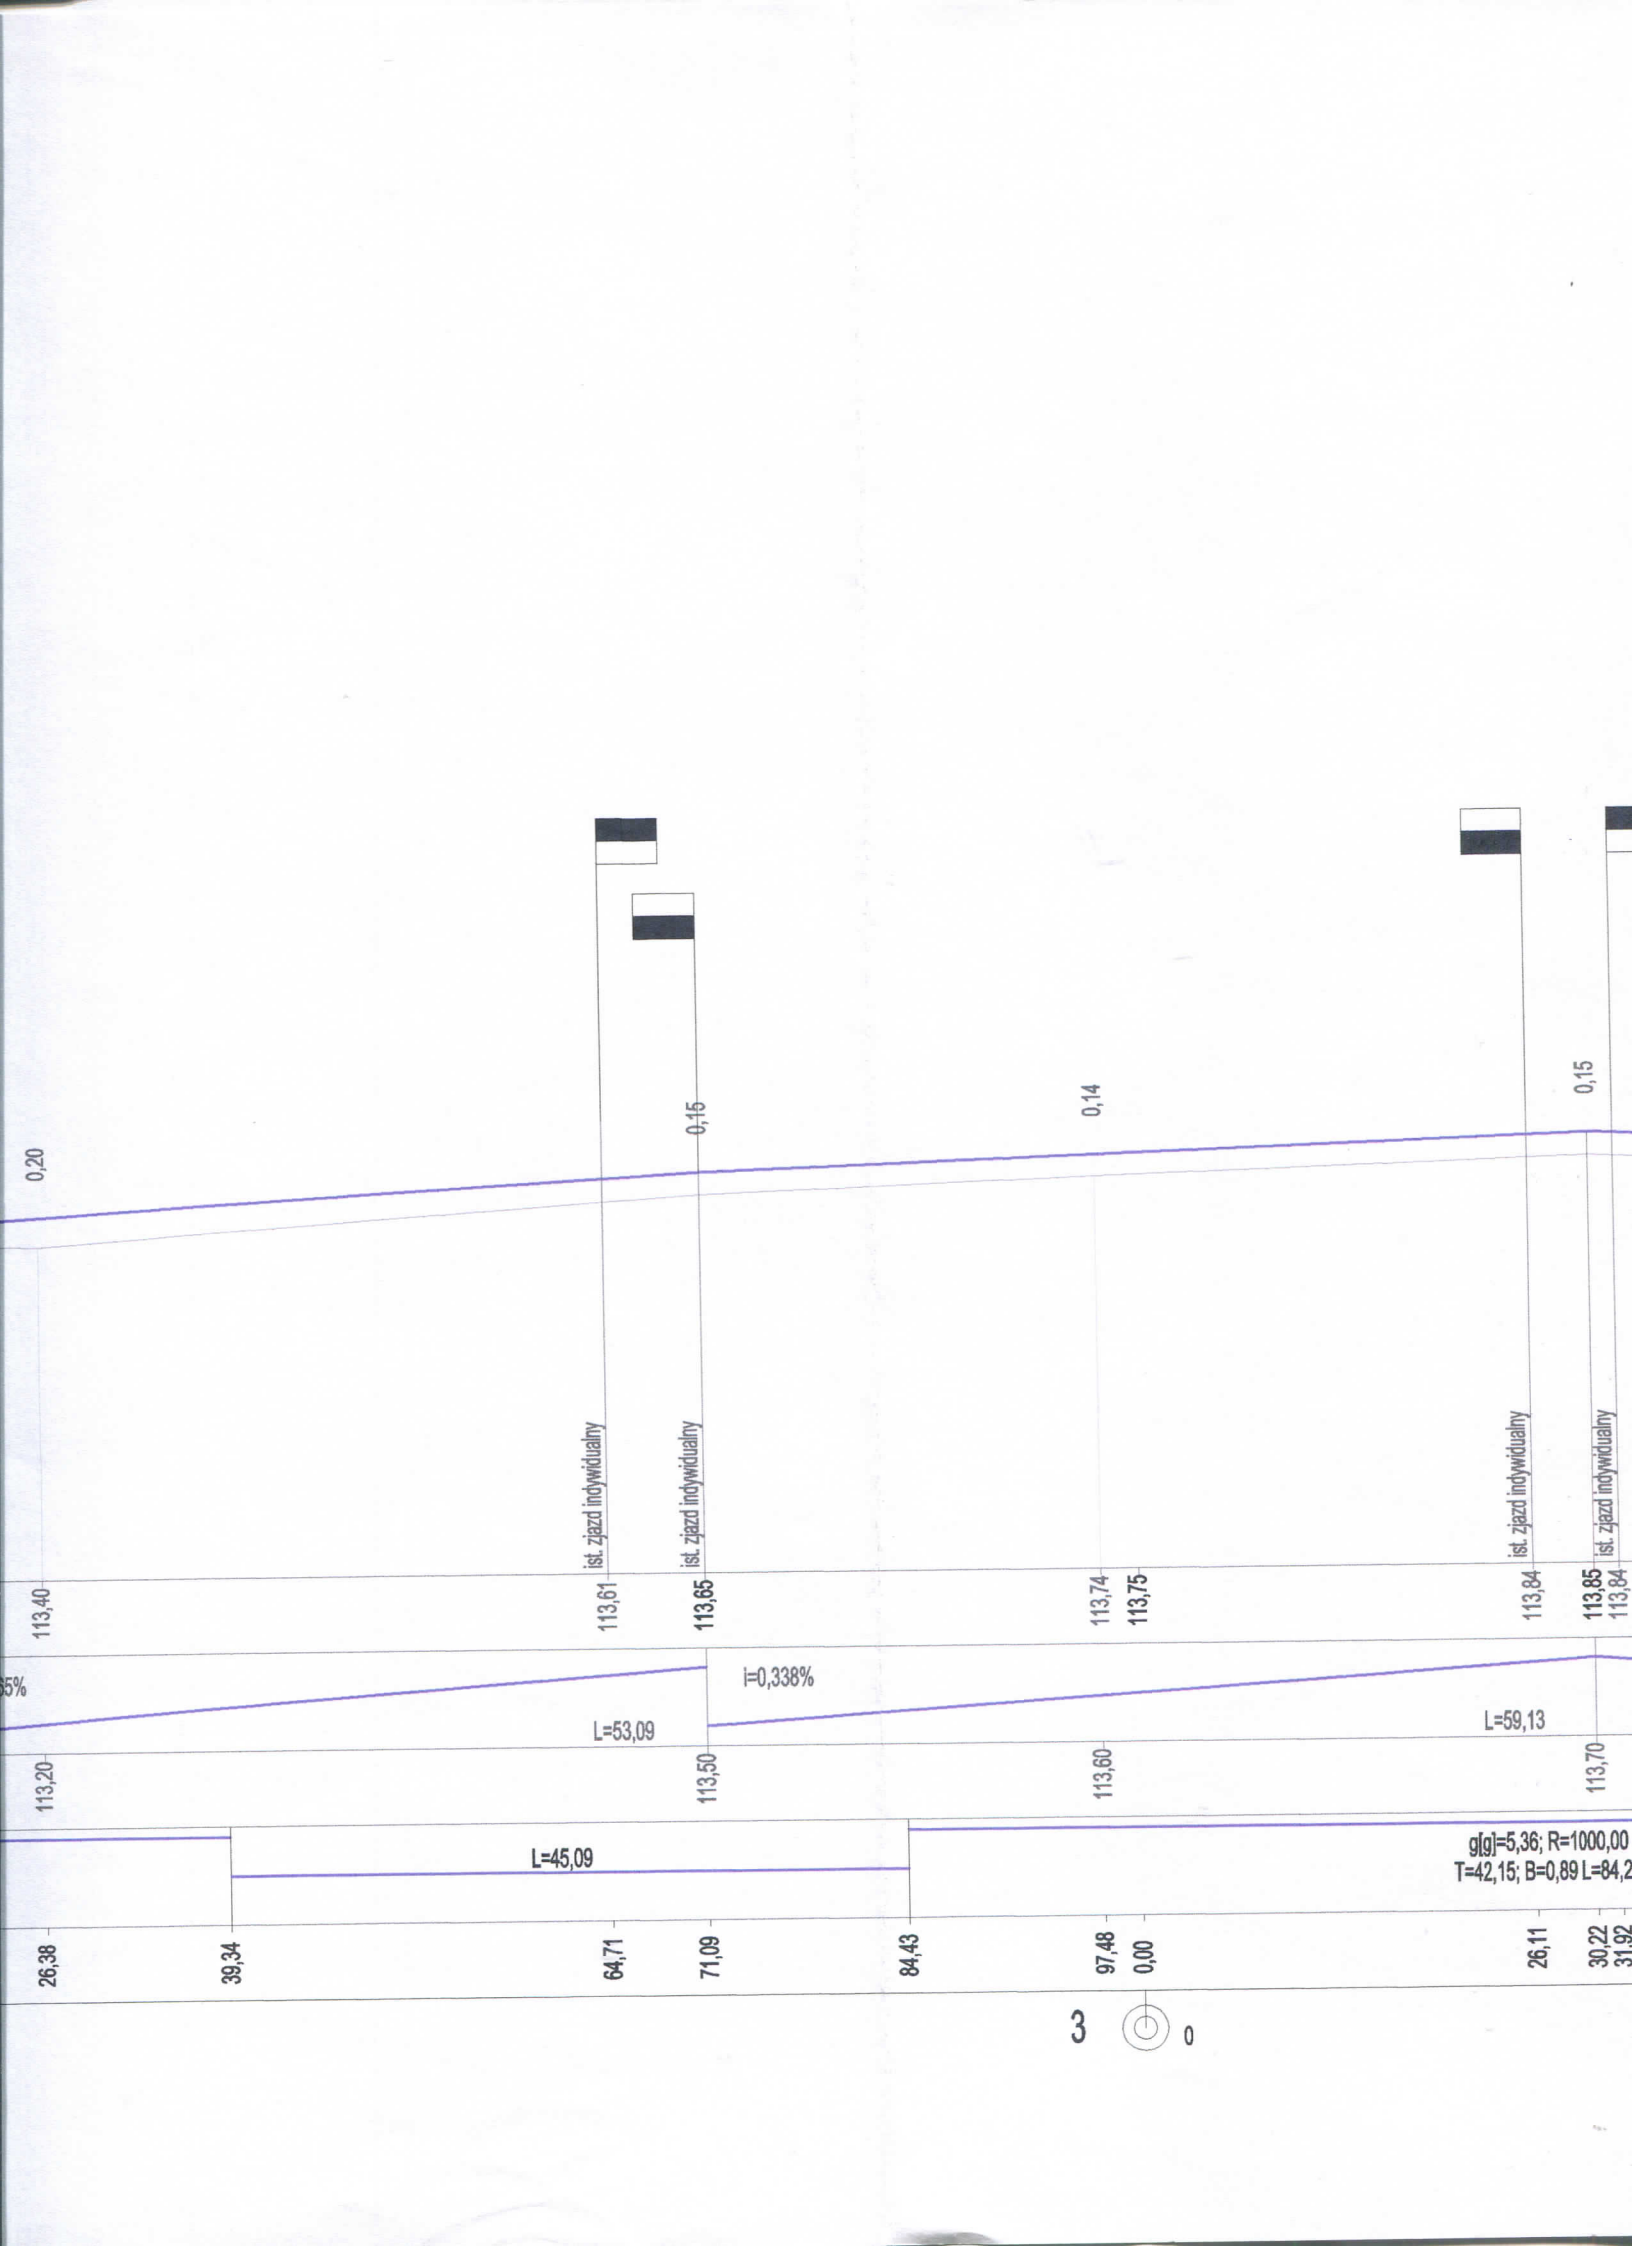 0,20
0,15
0,14
0,15
ist. zjazd indywidualny
ist. zjazd indywidualny
ist. zjazd indywidualny
ist. zjazd indywidualny
113,40
113,61
113,65
113,74
113,75
113,84
113,85
113,84
65%
L=53,09
i=0,338%
L=59,13
113,20
113,50
113,60
113,70
L=45,09
g[g]=5,36; R=1000,00
T=42,15; B=0,89 L=84,2
26,38
39,34
64,71
71,09
84,43
97,48
0,00
26,11
30,22
31,92
3
0